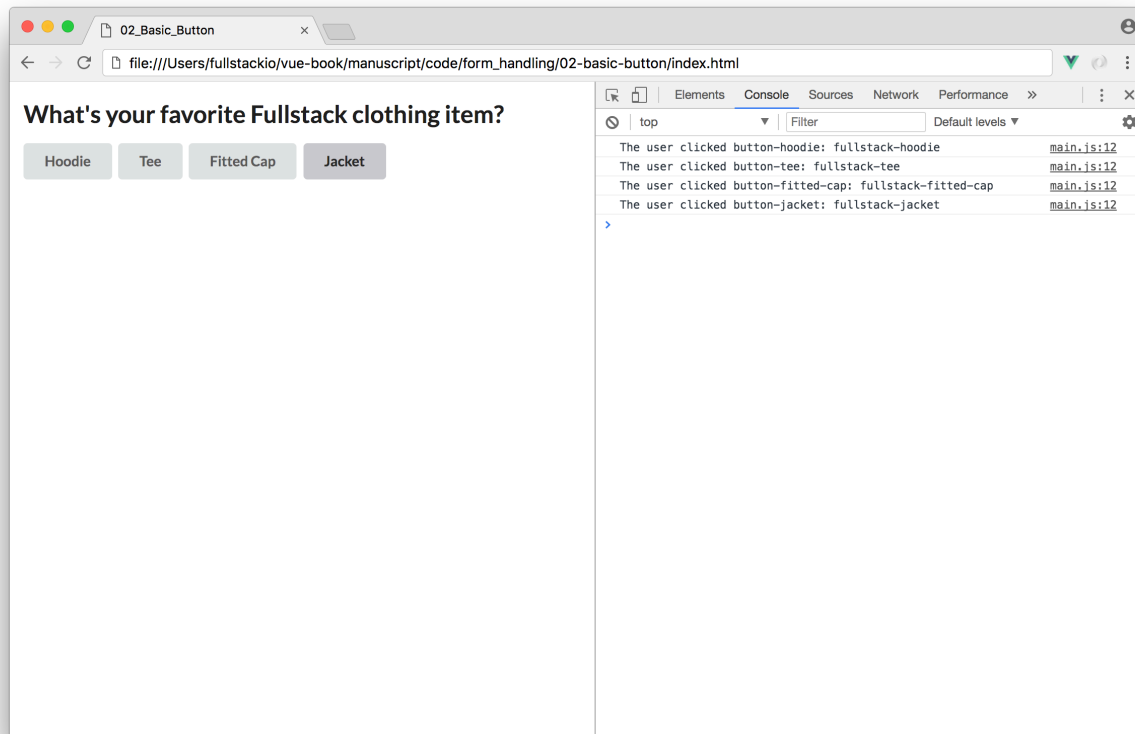 02_Basic_Button
file:///Users/fullstackio/vue-book/manuscript/code/form_handling/02-basic-button/index.html
What's your favorite Fullstack clothing item?
Hoodie Tee Fitted Cap Jacket
Elements Console Sources Network Performance
top Filter Default levels
The user clicked button-hoodie: fullstack-hoodie main.js:12
The user clicked button-tee: fullstack-tee main.js:12
The user clicked button-fitted-cap: fullstack-fitted-cap main.js:12
The user clicked button-jacket: fullstack-jacket main.js:12